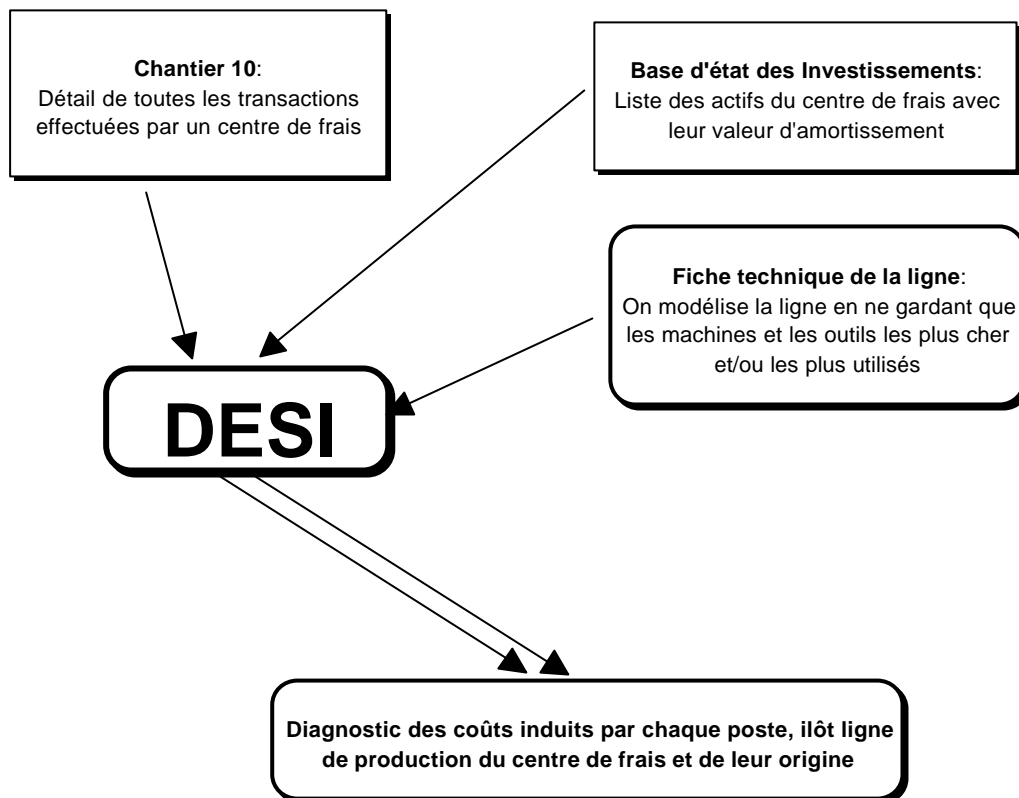 Chantier 10:
Détail de toutes les transactions
effectuées par un centre de frais
Base d'état des Investissements:
Liste des actifs du centre de frais avec
leur valeur d'amortissement
Fiche technique de la ligne:
On modélise la ligne en ne gardant que
les machines et les outils les plus cher
et/ou les plus utilisés
DESI
Diagnostic des coûts induits par chaque poste, ilôt ligne
de production du centre de frais et de leur origine